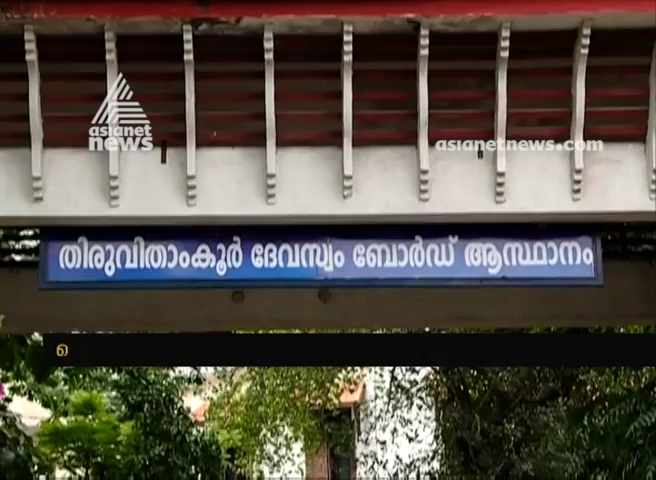 asianet
news
asianetnews.com
തിരുവിതാംകൂർ ദേവസ്വം ബോർഡ് ആസ്ഥാനം